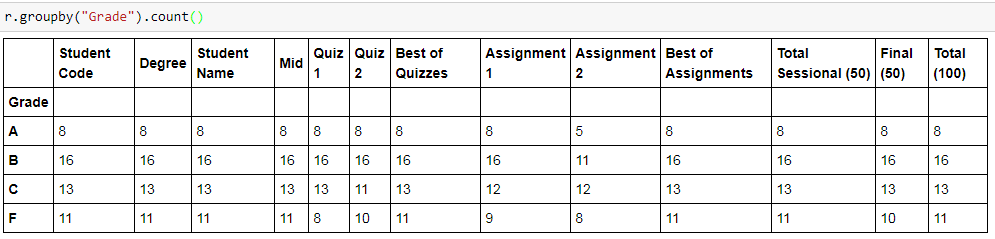 r.groupby("Grade").count()
Student Code Degree Student Name Mid Quiz 1 Quiz 2 Best of Quizzes Assignment 1 Assignment 2 Best of Assignments Total Sessional (50) Final (50) Total (100)
Grade
A 8 8 8 8 8 8 8 8 5 8 8 8 8
B 16 16 16 16 16 16 16 16 11 16 16 16 16
C 13 13 13 13 13 11 13 12 12 13 13 13 13
F 11 11 11 11 8 10 11 9 8 11 11 10 11